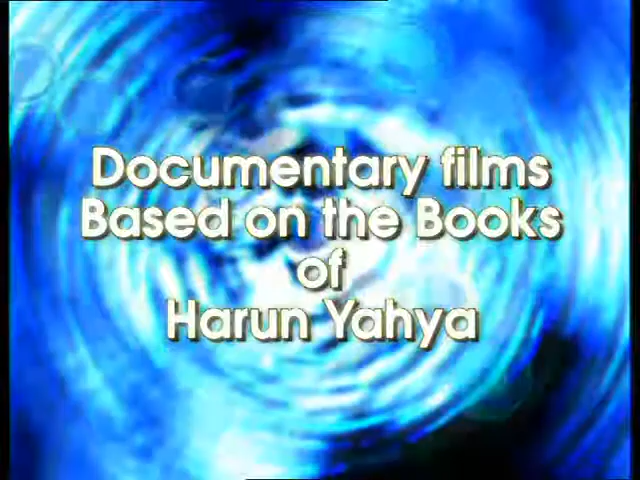 Documentary films
Based on the Books
of
Harun Yahya